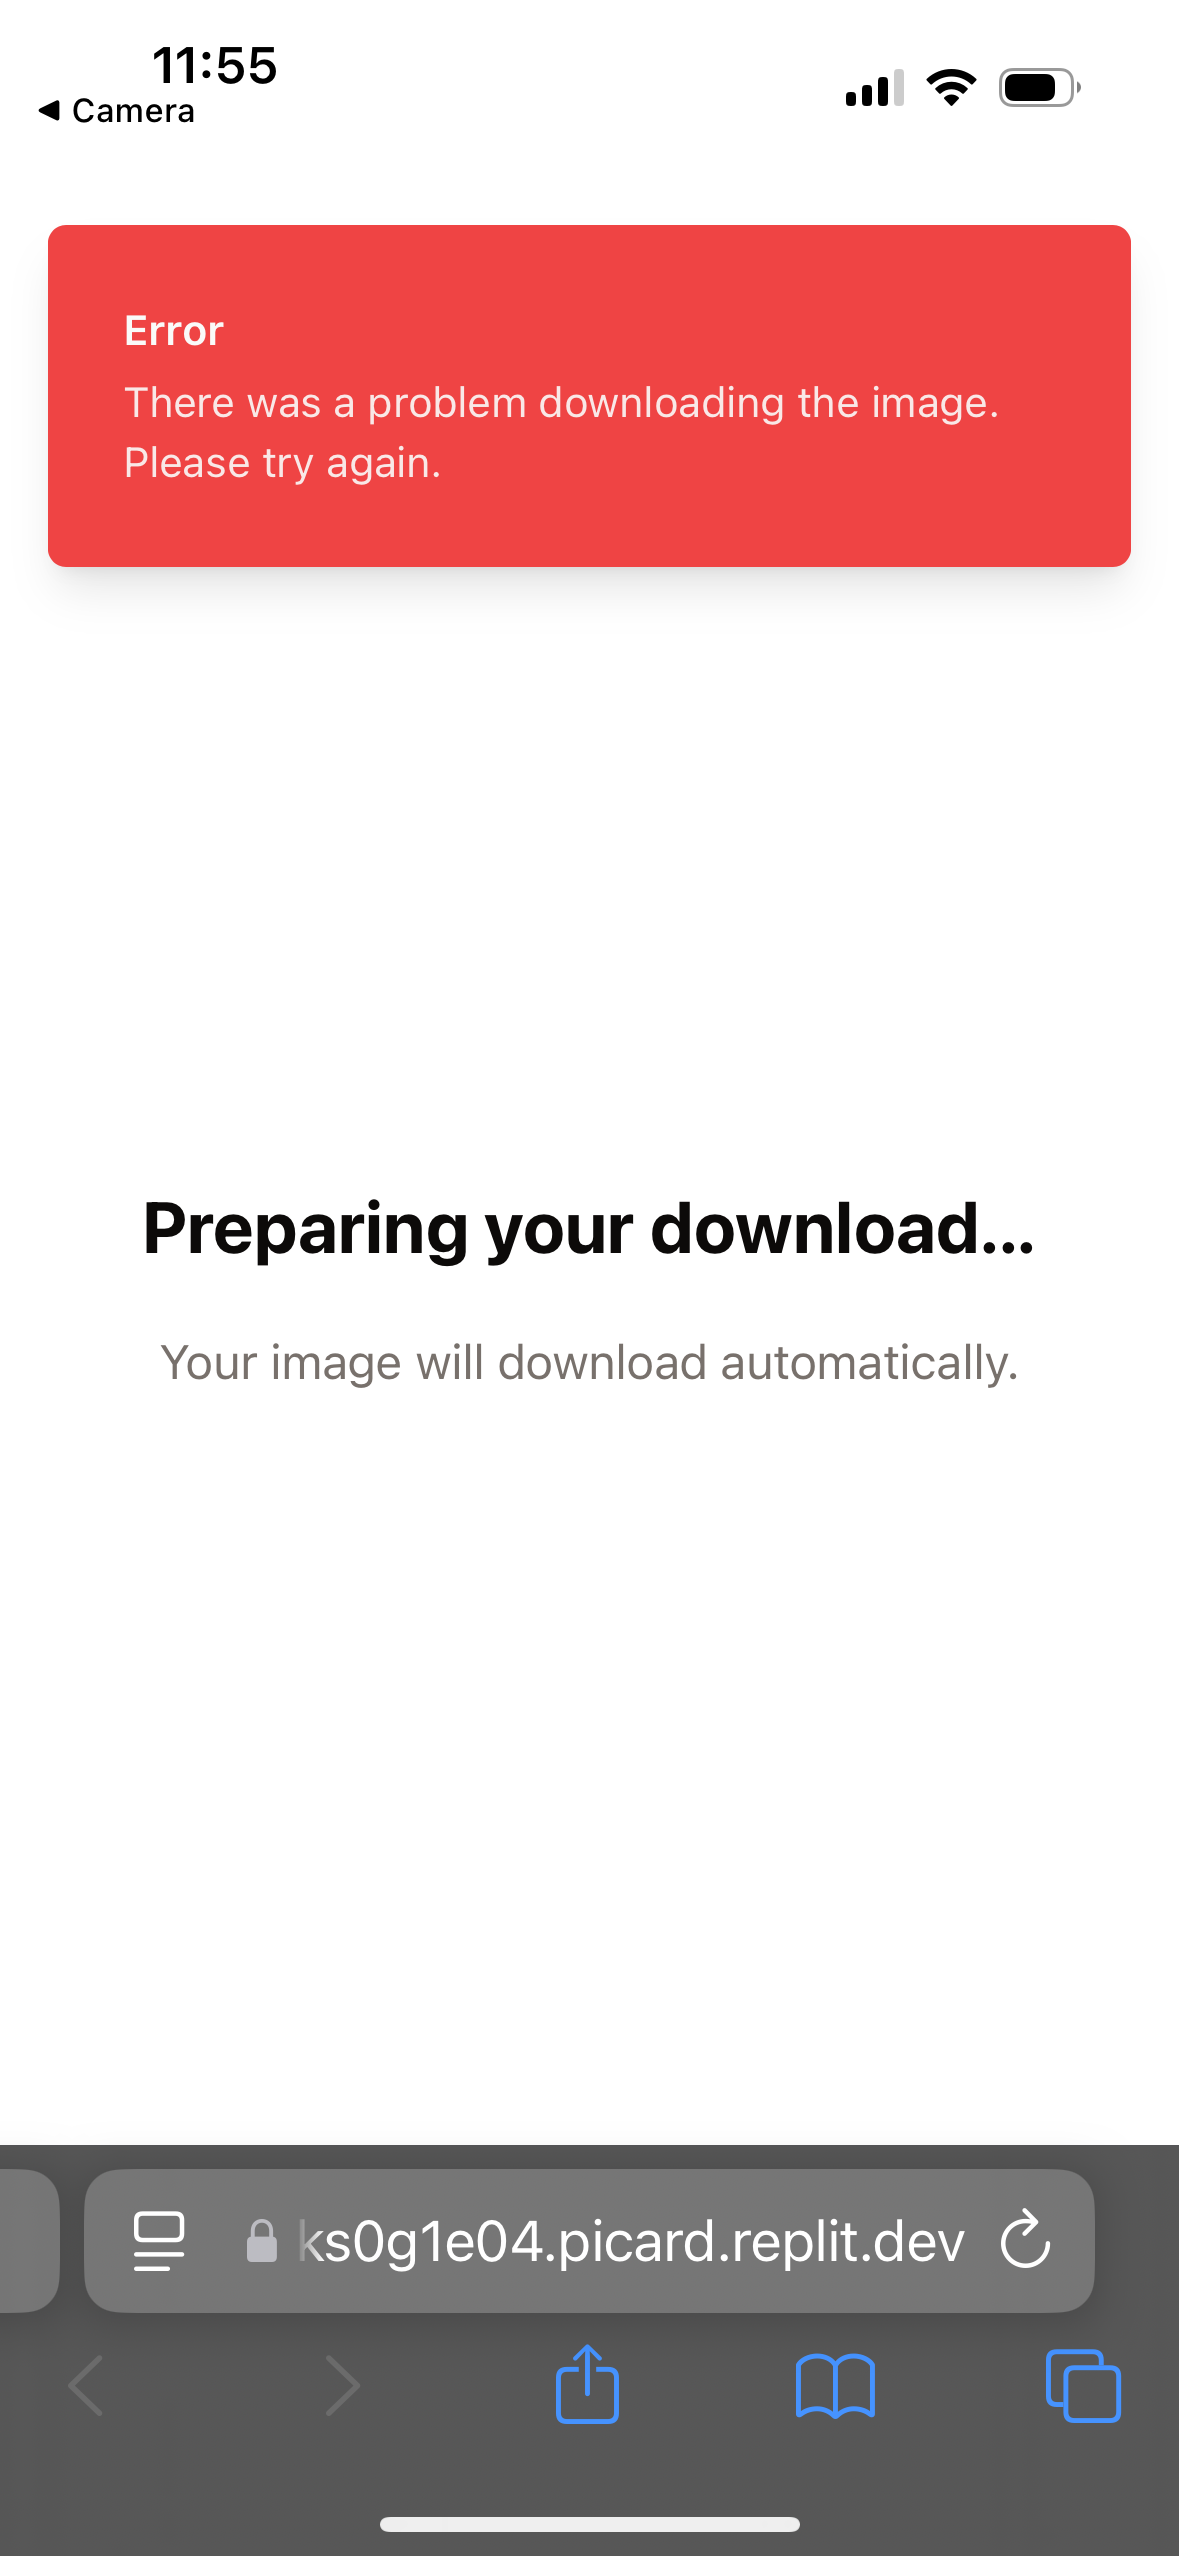 11:55
◀ Camera
Error
There was a problem downloading the image.
Please try again.
Preparing your download...
Your image will download automatically.
ks0g1e04.picard.replit.dev